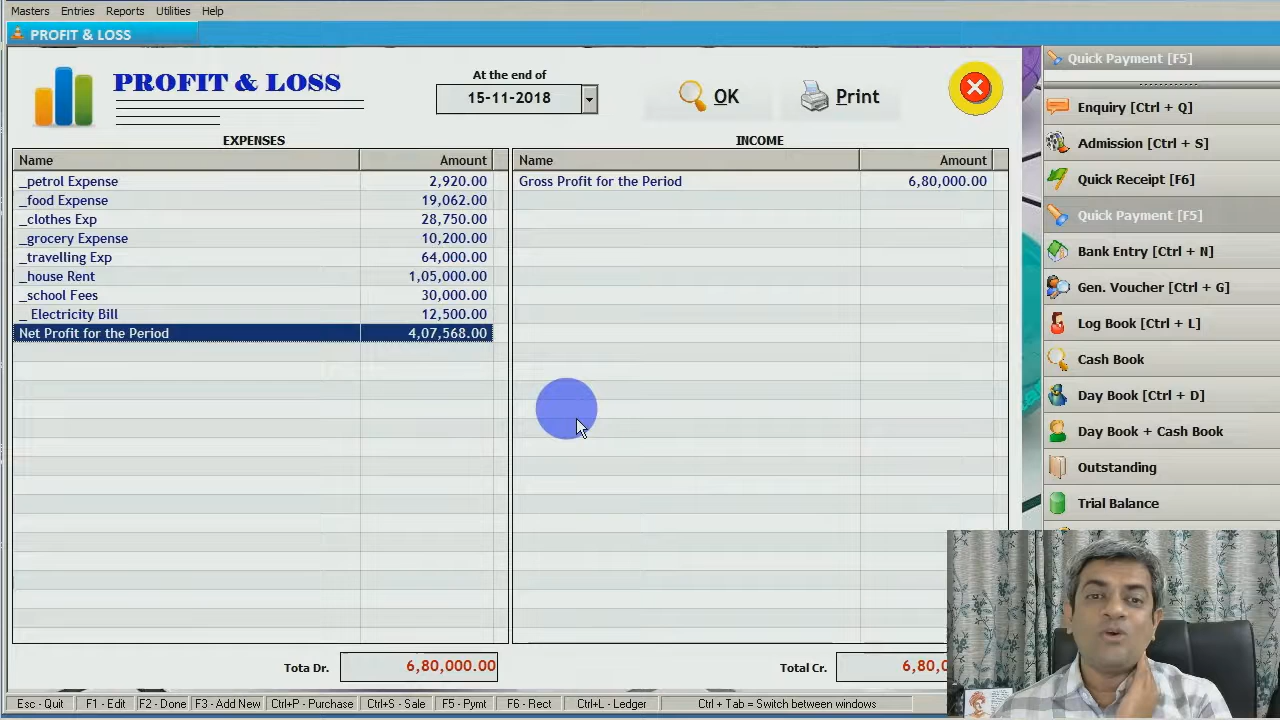 Masters Entries Reports Utilities Help
PROFIT & LOSS
PROFIT & LOSS
At the end of
15-11-2018
OK
Print
EXPENSES
Name Amount
_petrol Expense 2,920.00
_food Expense 19,062.00
_clothes Exp 28,750.00
_grocery Expense 10,200.00
_travelling Exp 64,000.00
_house Rent 1,05,000.00
_school Fees 30,000.00
_ Electricity Bill 12,500.00
Net Profit for the Period 4,07,568.00
Tota Dr. 6,80,000.00
INCOME
Name Amount
Gross Profit for the Period 6,80,000.00
Total Cr. 6,80,
Quick Payment [F5]
Enquiry [Ctrl + Q]
Admission [Ctrl + S]
Quick Receipt [F6]
Quick Payment [F5]
Bank Entry [Ctrl + N]
Gen. Voucher [Ctrl + G]
Log Book [Ctrl + L]
Cash Book
Day Book [Ctrl + D]
Day Book + Cash Book
Outstanding
Trial Balance
Esc - Quit F1 - Edit F2 - Done F3 - Add New Ctrl+P - Purchase Ctrl+S - Sale F5 - Pymt F6 - Rect Ctrl+L - Ledger Ctrl + Tab = Switch between windows